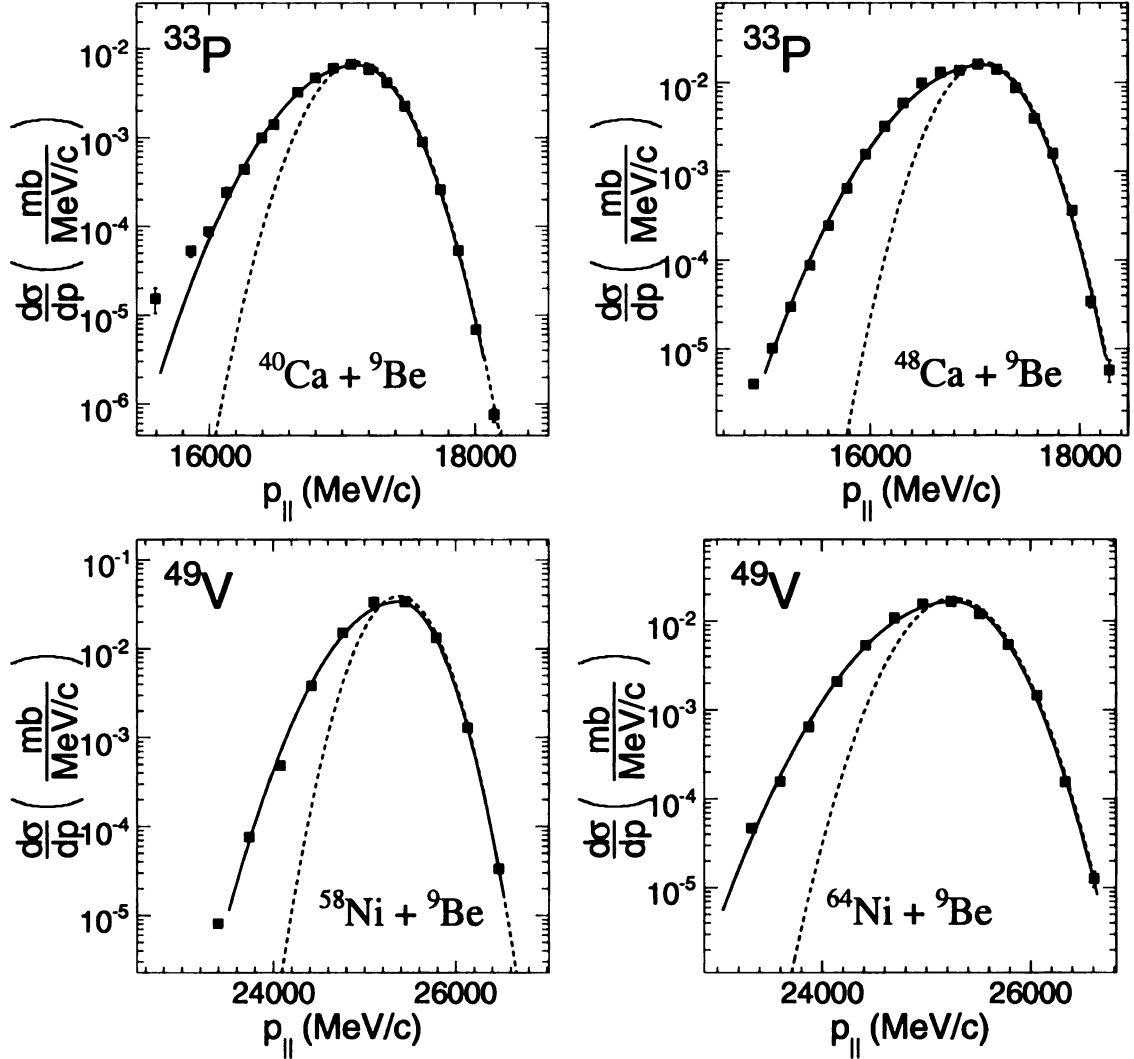 ³³P
10⁻²
10⁻³
10⁻⁴
10⁻⁵
10⁻⁶
dσ/dp (mb/MeV/c)
⁴⁰Ca + ⁹Be
16000 18000
p|| (MeV/c)
³³P
10⁻²
10⁻³
10⁻⁴
10⁻⁵
dσ/dp (mb/MeV/c)
⁴⁸Ca + ⁹Be
16000 18000
p|| (MeV/c)
⁴⁹V
10⁻¹
10⁻²
10⁻³
10⁻⁴
10⁻⁵
dσ/dp (mb/MeV/c)
⁵⁸Ni + ⁹Be
24000 26000
p|| (MeV/c)
⁴⁹V
10⁻²
10⁻³
10⁻⁴
10⁻⁵
dσ/dp (mb/MeV/c)
⁶⁴Ni + ⁹Be
24000 26000
p|| (MeV/c)